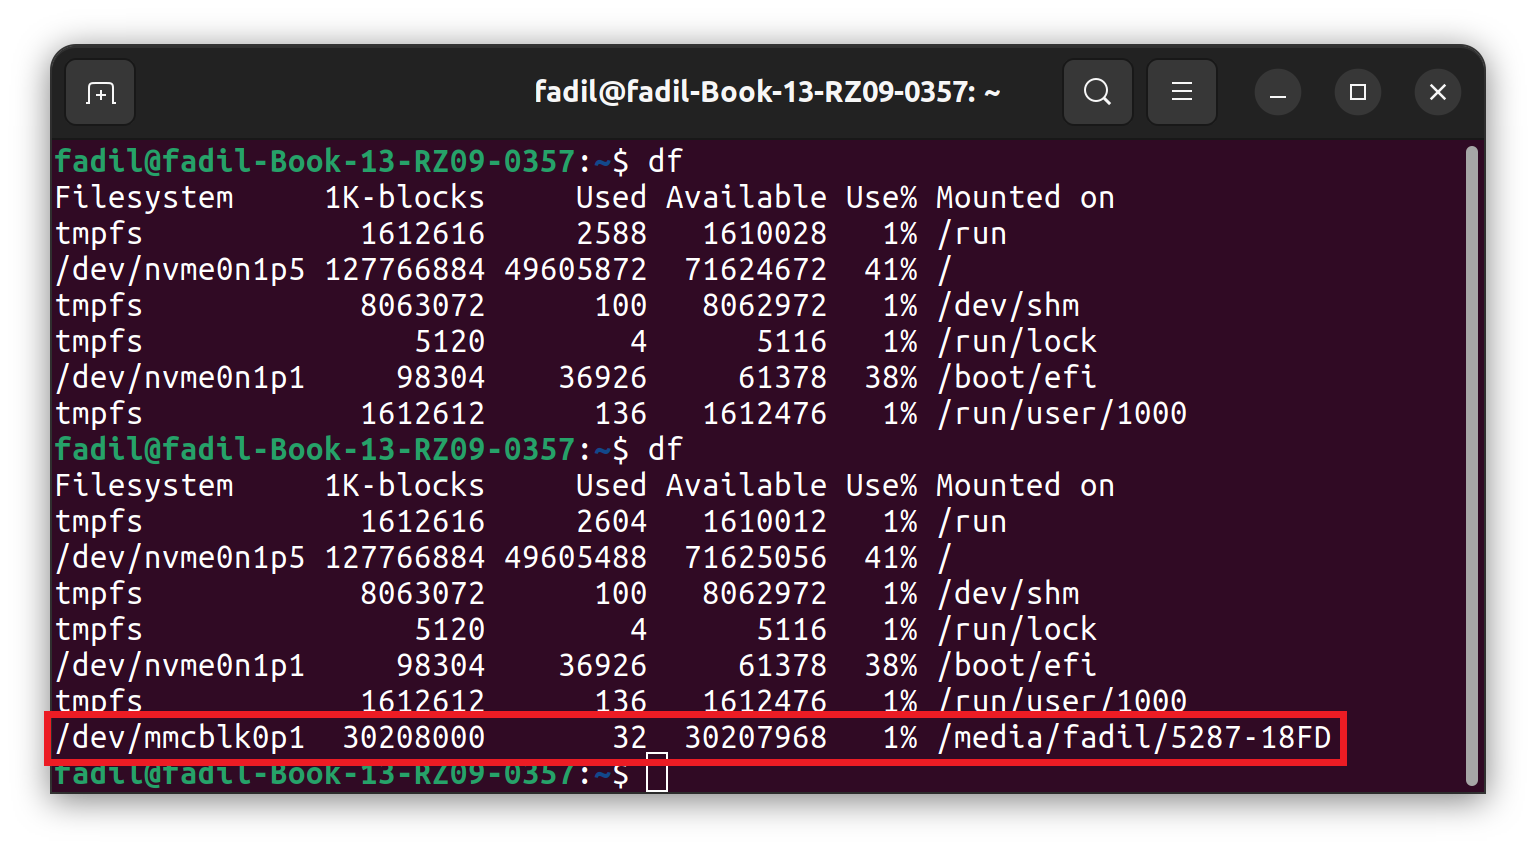 fadil@fadil-Book-13-RZ09-0357: ~
fadil@fadil-Book-13-RZ09-0357:~$ df
Filesystem     1K-blocks     Used Available Use% Mounted on
tmpfs            1612616     2588   1610028   1% /run
/dev/nvme0n1p5 127766884 49605872  71624672  41% /
tmpfs            8063072      100   8062972   1% /dev/shm
tmpfs               5120        4      5116   1% /run/lock
/dev/nvme0n1p1     98304    36926     61378  38% /boot/efi
tmpfs            1612612      136   1612476   1% /run/user/1000
fadil@fadil-Book-13-RZ09-0357:~$ df
Filesystem     1K-blocks     Used Available Use% Mounted on
tmpfs            1612616     2604   1610012   1% /run
/dev/nvme0n1p5 127766884 49605488  71625056  41% /
tmpfs            8063072      100   8062972   1% /dev/shm
tmpfs               5120        4      5116   1% /run/lock
/dev/nvme0n1p1     98304    36926     61378  38% /boot/efi
tmpfs            1612612      136   1612476   1% /run/user/1000
/dev/mmcblk0p1  30208000       32  30207968   1% /media/fadil/5287-18FD
fadil@fadil-Book-13-RZ09-0357:~$